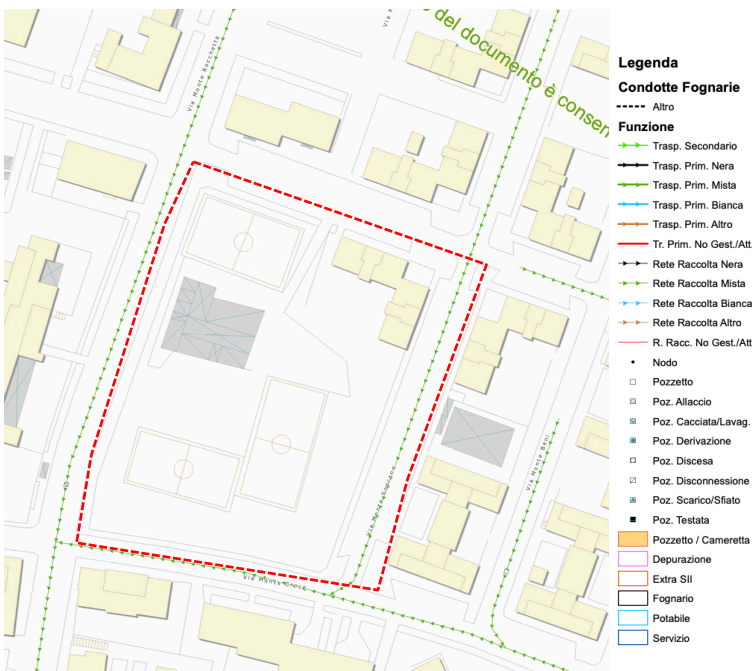 o del documento è consen
Via Monte Rocchetta
Via Monte Soprano
Via Monte Beni
Via Monte Croce
Legenda
Condotte Fognarie
Altro
Funzione
Trasp. Secondario
Trasp. Prim. Nera
Trasp. Prim. Mista
Trasp. Prim. Bianca
Trasp. Prim. Altro
Tr. Prim. No Gest./Att
Rete Raccolta Nera
Rete Raccolta Mista
Rete Raccolta Bianca
Rete Raccolta Altro
R. Racc. No Gest./Att
Nodo
Pozzetto
Poz. Allaccio
Poz. Cacciata/Lavag.
Poz. Derivazione
Poz. Discesa
Poz. Disconnessione
Poz. Scarico/Sfiato
Poz. Testata
Pozzetto / Cameretta
Depurazione
Extra SII
Fognario
Potabile
Servizio